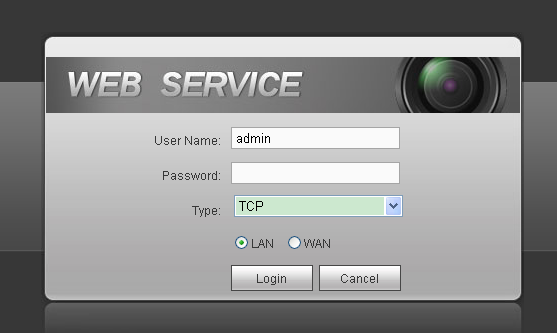 WEB SERVICE
User Name: admin
Password:
Type: TCP
LAN WAN
Login Cancel